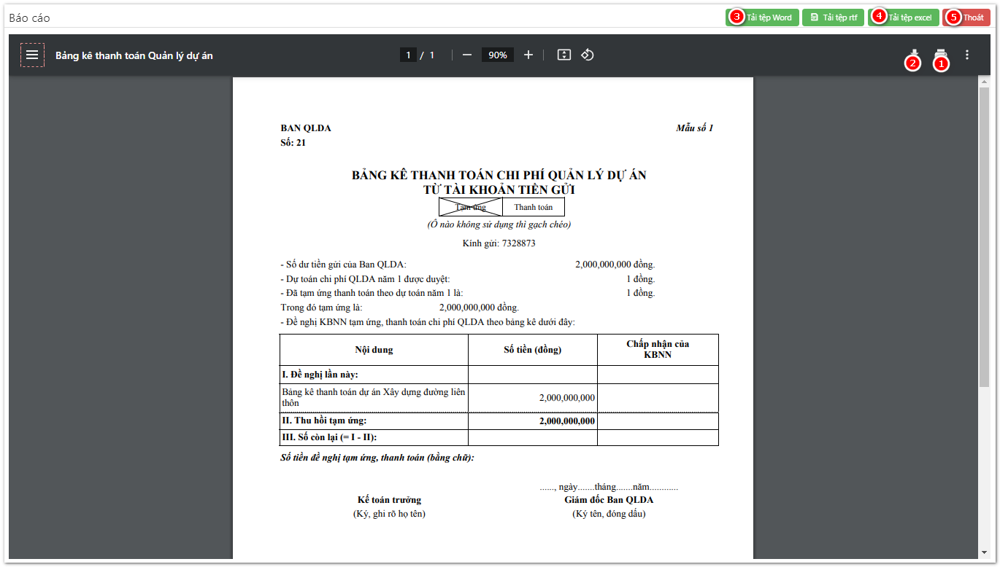 Báo cáo
3 Tải tệp Word
Tải tệp rtf
4 Tải tệp excel
5 Thoát
Bảng kê thanh toán Quản lý dự án
1 / 1
90%
2
1
BAN QLDA
Mẫu số 1
Số: 21
BẢNG KÊ THANH TOÁN CHI PHÍ QUẢN LÝ DỰ ÁN
TỪ TÀI KHOẢN TIỀN GỬI
Tạm ứng
Thanh toán
(Ô nào không sử dụng thì gạch chéo)
Kính gửi: 7328873
- Số dư tiền gửi của Ban QLDA: 2,000,000,000 đồng.
- Dự toán chi phí QLDA năm 1 được duyệt: 1 đồng.
- Đã tạm ứng thanh toán theo dự toán năm 1 là: 1 đồng.
Trong đó tạm ứng là: 2,000,000,000 đồng.
- Đề nghị KBNN tạm ứng, thanh toán chi phí QLDA theo bảng kê dưới đây:
Nội dung
Số tiền (đồng)
Chấp nhận của
KBNN
I. Đề nghị lần này:
Bảng kê thanh toán dự án Xây dựng đường liên
thôn
2,000,000,000
II. Thu hồi tạm ứng: 2,000,000,000
III. Số còn lại (= I - II):
Số tiền đề nghị tạm ứng, thanh toán (bằng chữ):
......, ngày.......tháng.......năm............
Kế toán trưởng
Giám đốc Ban QLDA
(Ký, ghi rõ họ tên)
(Ký tên, đóng dấu)